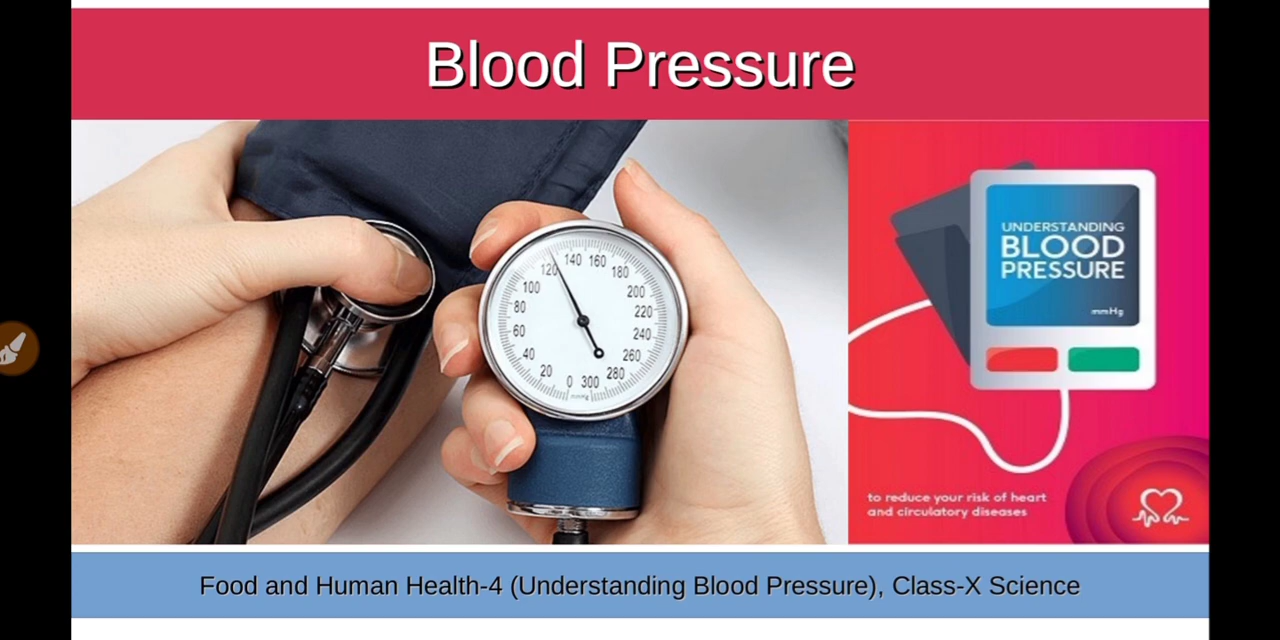 Blood Pressure
120 140 160 180
100 200
80 220
60 240
40 260
20 0 300 280
mmHg
UNDERSTANDING
BLOOD
PRESSURE
mmHg
to reduce your risk of heart
and circulatory diseases
Food and Human Health-4 (Understanding Blood Pressure), Class-X Science